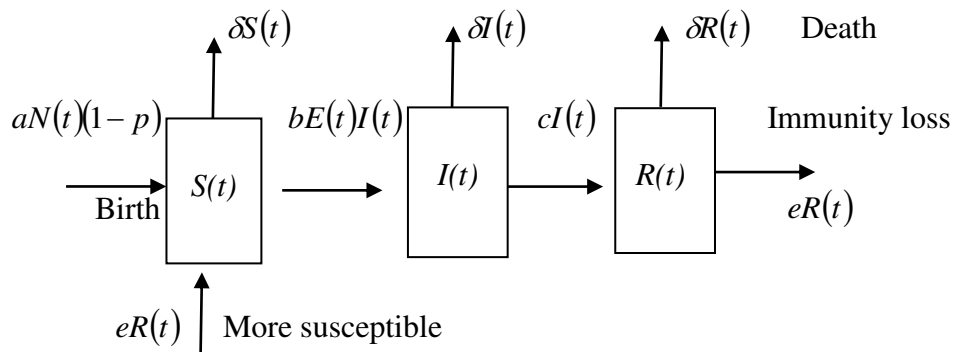 δS(t) δI(t) δR(t) Death
aN(t)(1− p) bE(t)I(t) cI(t) Immunity loss
S(t) I(t) R(t)
Birth eR(t)
eR(t) More susceptible